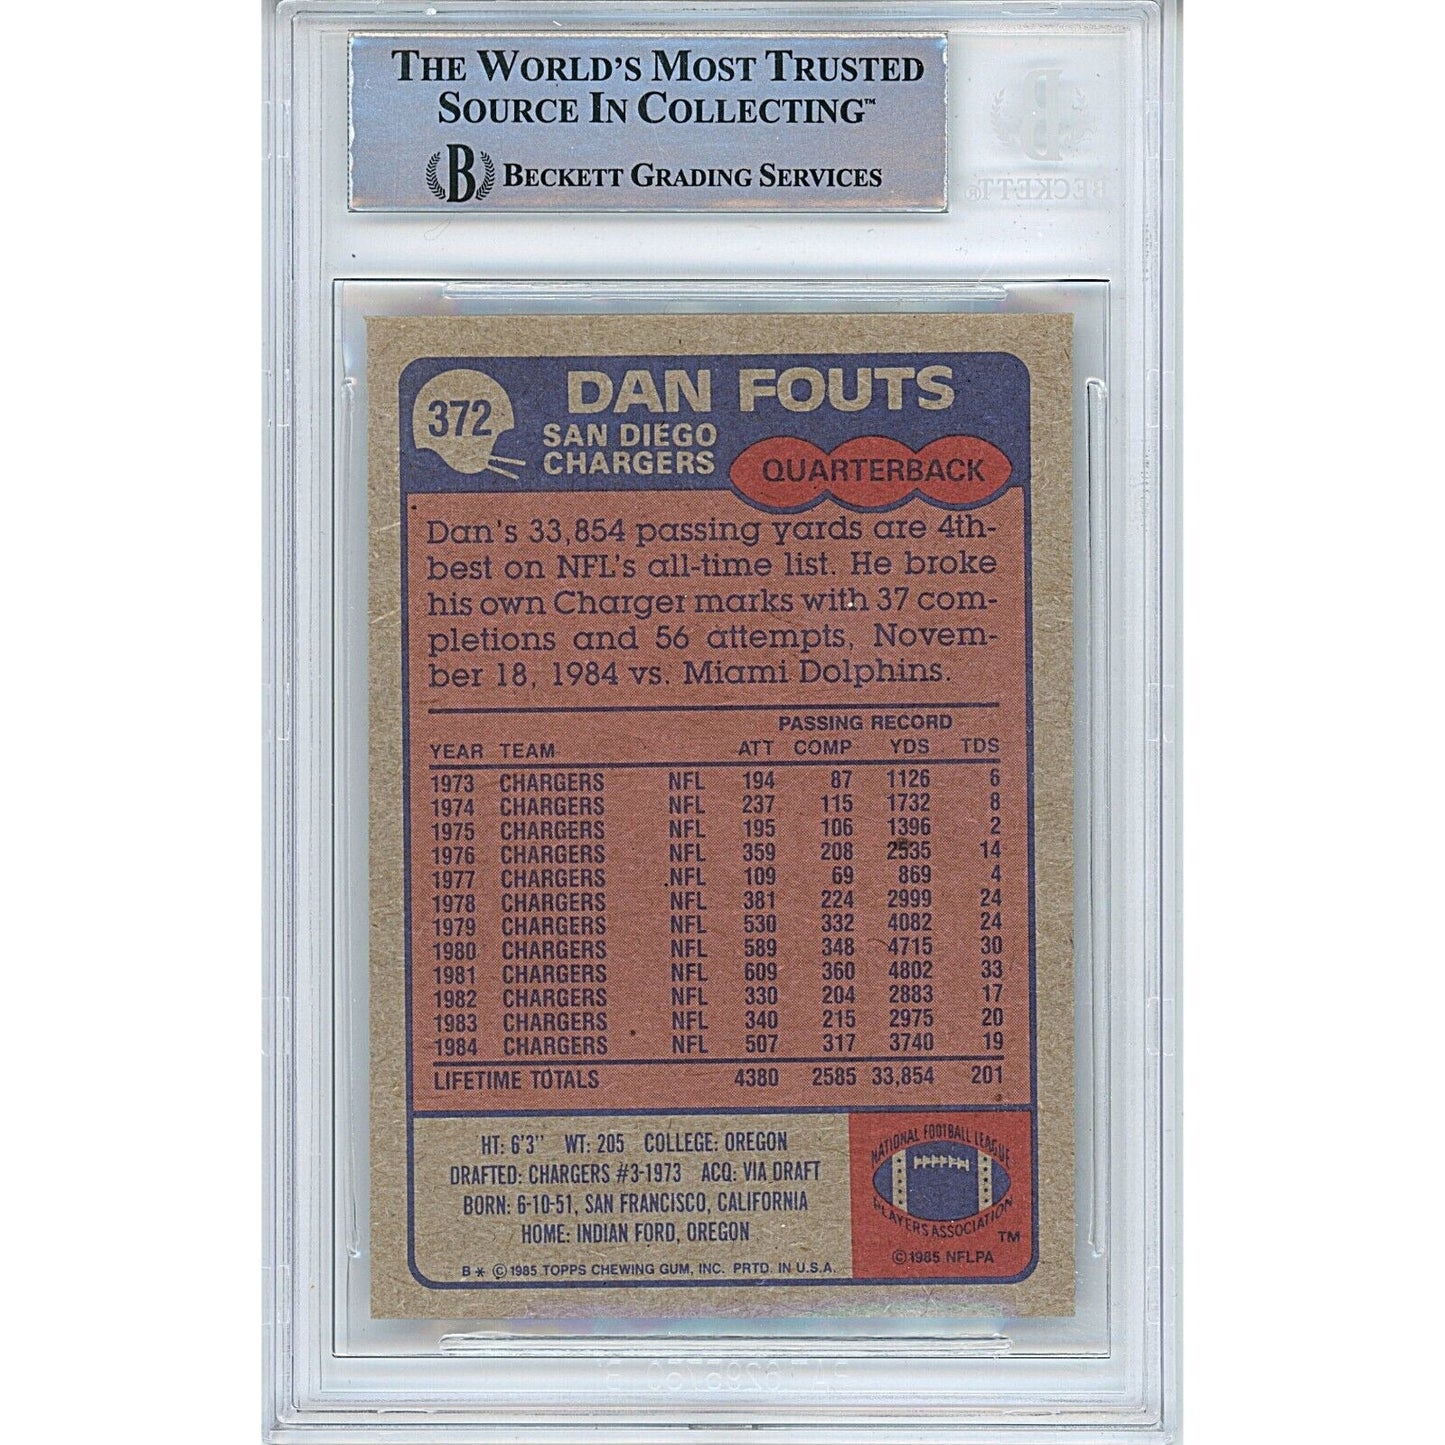 THE WORLD'S MOST TRUSTED
SOURCE IN COLLECTING™
B BECKETT GRADING SERVICES
BECKETT®
372
DAN FOUTS
SAN DIEGO
CHARGERS
QUARTERBACK
Dan's 33,854 passing yards are 4th-
best on NFL's all-time list. He broke
his own Charger marks with 37 com-
pletions and 56 attempts, Novem-
ber 18, 1984 vs. Miami Dolphins.
PASSING RECORD
YEAR TEAM ATT COMP YDS TDS
1973 CHARGERS NFL 194 87 1126 6
1974 CHARGERS NFL 237 115 1732 8
1975 CHARGERS NFL 195 106 1396 2
1976 CHARGERS NFL 359 208 2535 14
1977 CHARGERS NFL 109 69 869 4
1978 CHARGERS NFL 381 224 2999 24
1979 CHARGERS NFL 530 332 4082 24
1980 CHARGERS NFL 589 348 4715 30
1981 CHARGERS NFL 609 360 4802 33
1982 CHARGERS NFL 330 204 2883 17
1983 CHARGERS NFL 340 215 2975 20
1984 CHARGERS NFL 507 317 3740 19
LIFETIME TOTALS 4380 2585 33,854 201
HT: 6'3" WT: 205 COLLEGE: OREGON
DRAFTED: CHARGERS #3-1973 ACQ: VIA DRAFT
BORN: 6-10-51, SAN FRANCISCO, CALIFORNIA
HOME: INDIAN FORD, OREGON
B * © 1985 TOPPS CHEWING GUM, INC. PRTD. IN U.S.A.
NATIONAL FOOTBALL LEAGUE
PLAYERS ASSOCIATION
TM
© 1985 NFLPA